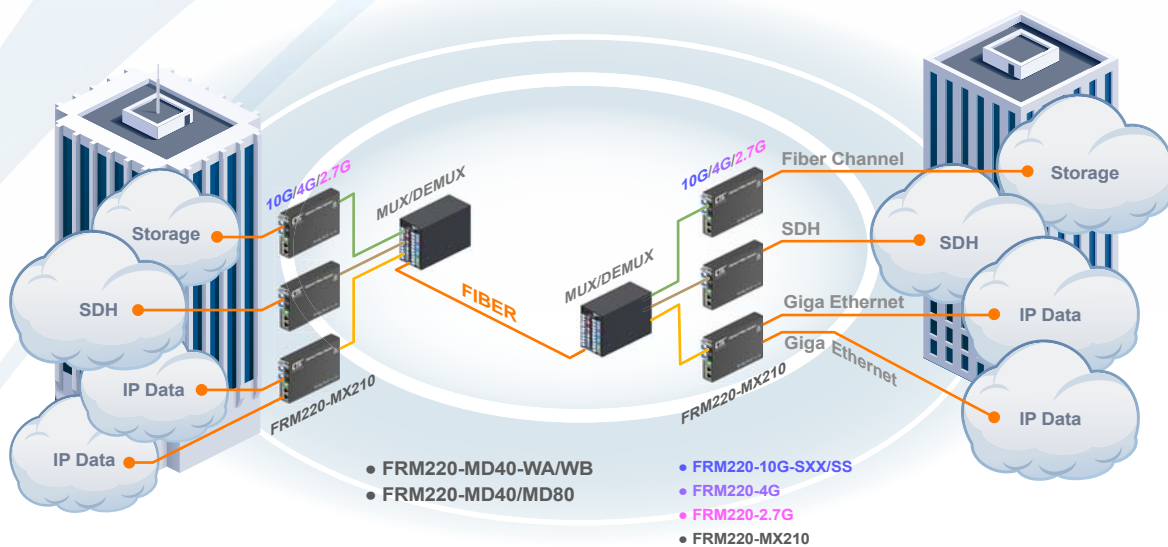 10G/4G/2.7G
MUX/DEMUX
Storage
SDH
IP Data
IP Data
FRM220-MX210
FIBER
MUX/DEMUX
10G/4G/2.7G
Fiber Channel
SDH
Giga Ethernet
Giga Ethernet
FRM220-MX210
Storage
SDH
IP Data
IP Data
● FRM220-MD40-WA/WB
● FRM220-MD40/MD80
● FRM220-10G-SXX/SS
● FRM220-4G
● FRM220-2.7G
● FRM220-MX210